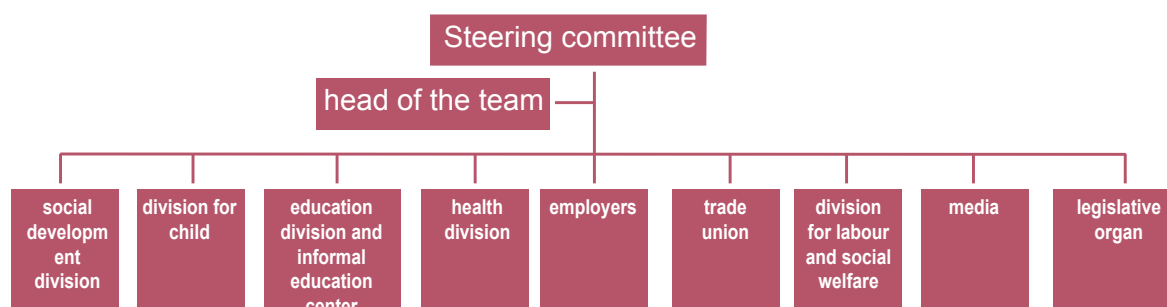 Steering committee
head of the team
social
developm
ent
division
division for
child
education
division and
informal
education
center
health
division
employers
trade
union
division
for labour
and social
welfare
media
legislative
organ